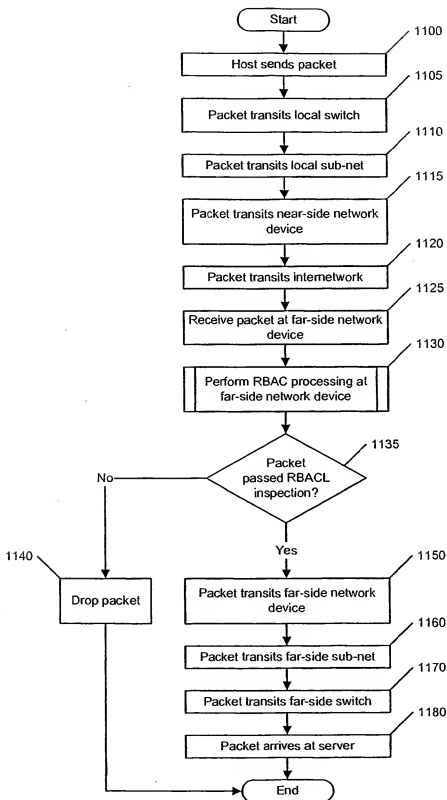 Start
1100
Host sends packet
1105
Packet transits local switch
1110
Packet transits local sub-net
1115
Packet transits near-side network
device
1120
Packet transits internetwork
1125
Receive packet at far-side network
device
1130
Perform RBAC processing at
far-side network device
1135
Packet
passed RBACL
inspection?
No
Yes
1140
Drop packet
1150
Packet transits far-side network
device
1160
Packet transits far-side sub-net
1170
Packet transits far-side switch
1180
Packet arrives at server
End